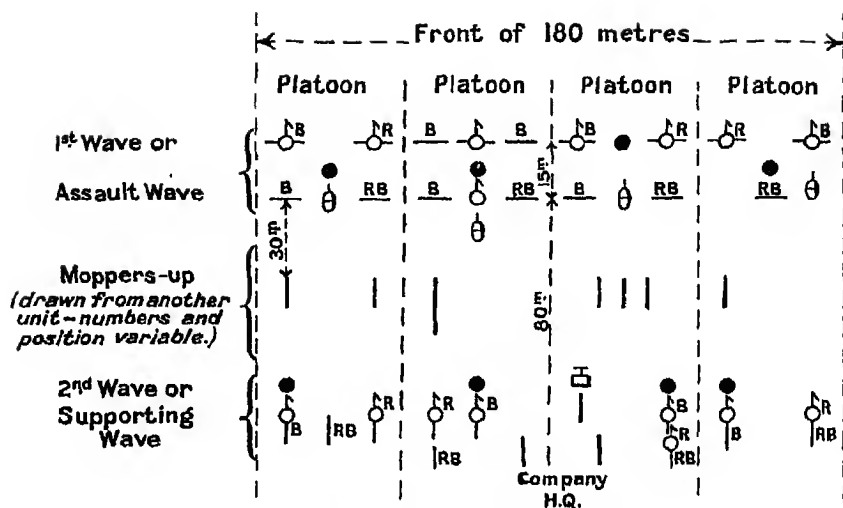 Front of 180 metres
Platoon Platoon Platoon Platoon
B R B B B R R B
1st Wave or
Assault Wave
15m
B RB B RB B RB RB
30m
Moppers-up
(drawn from another
unit-numbers and
position variable.)
80m
2nd Wave or
Supporting
Wave
R R B B R
B RB R B RB
RB RB
Company
H.Q.